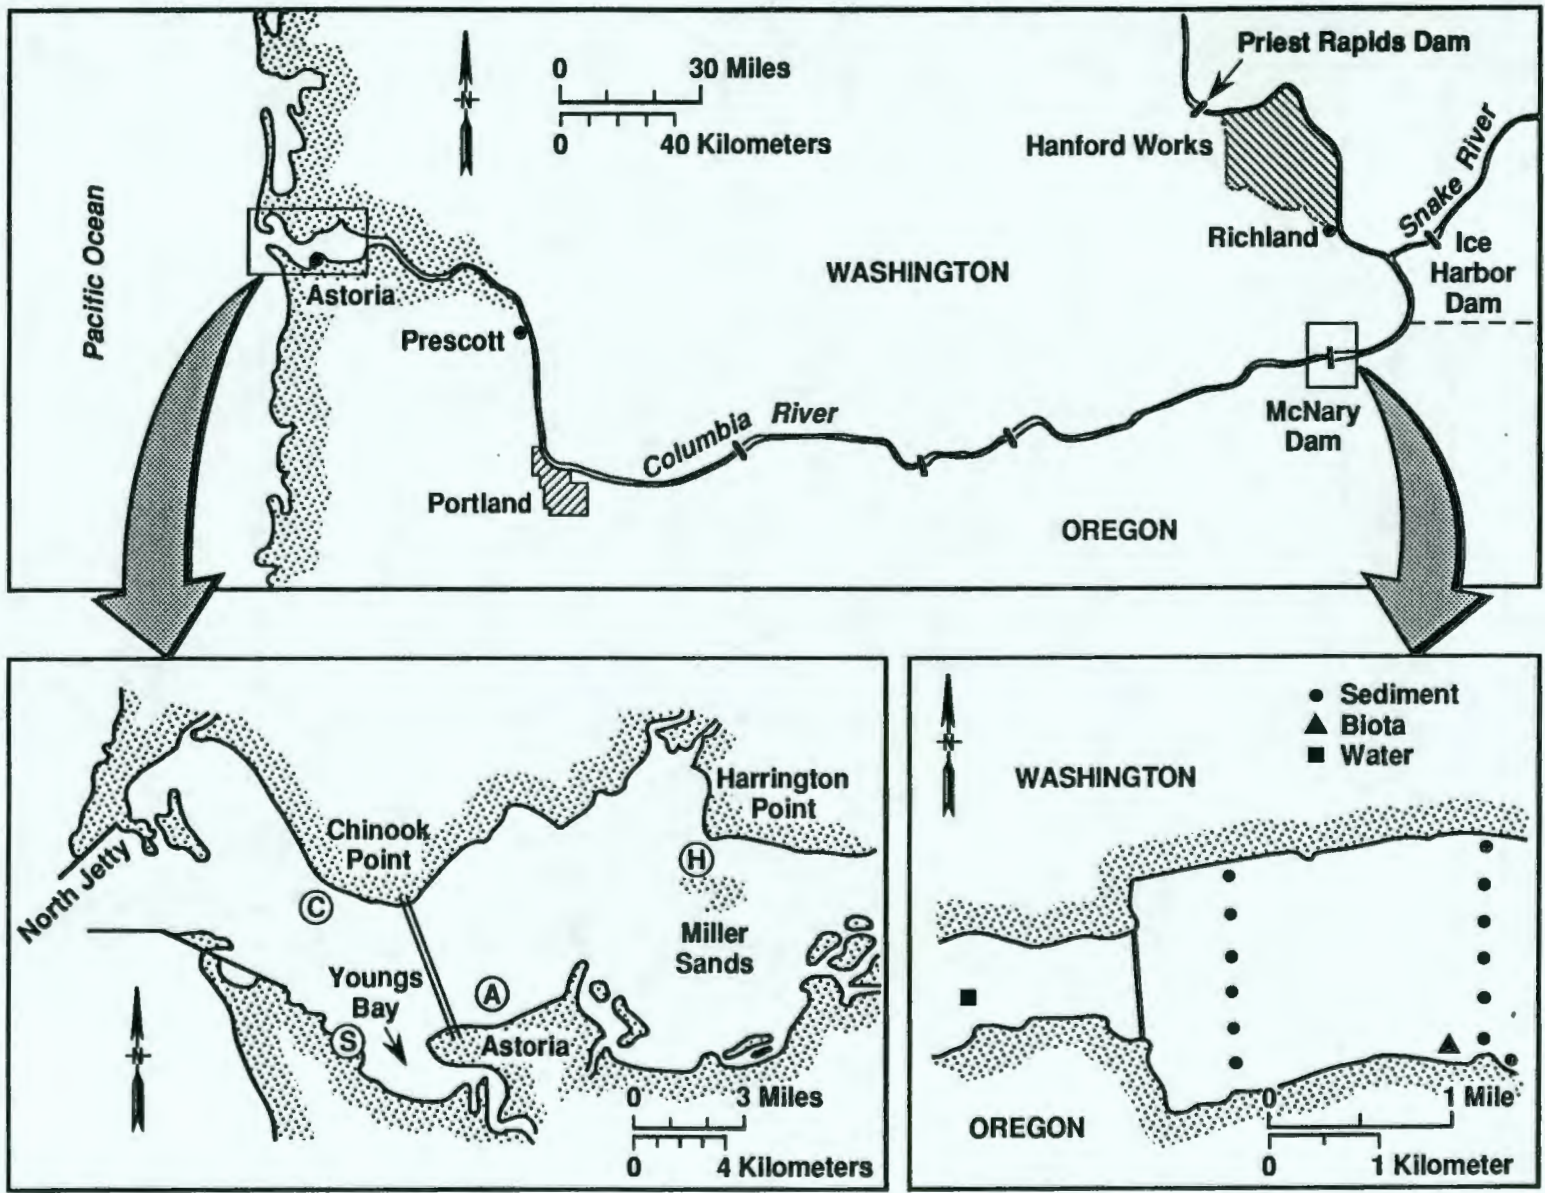 Priest Rapids Dam
0 30 Miles
N
0 40 Kilometers
Hanford Works
Snake River
Pacific Ocean
Richland
Ice
Harbor
Dam
WASHINGTON
Astoria
Prescott
McNary
Dam
Columbia River
Portland
OREGON
Harrington
Point
Chinook
Point
H
North Jetty
C
Miller
Sands
Youngs
Bay
A
S
Astoria
N
0 3 Miles
0 4 Kilometers
Sediment
Biota
Water
N
WASHINGTON
OREGON
0 1 Mile
0 1 Kilometer